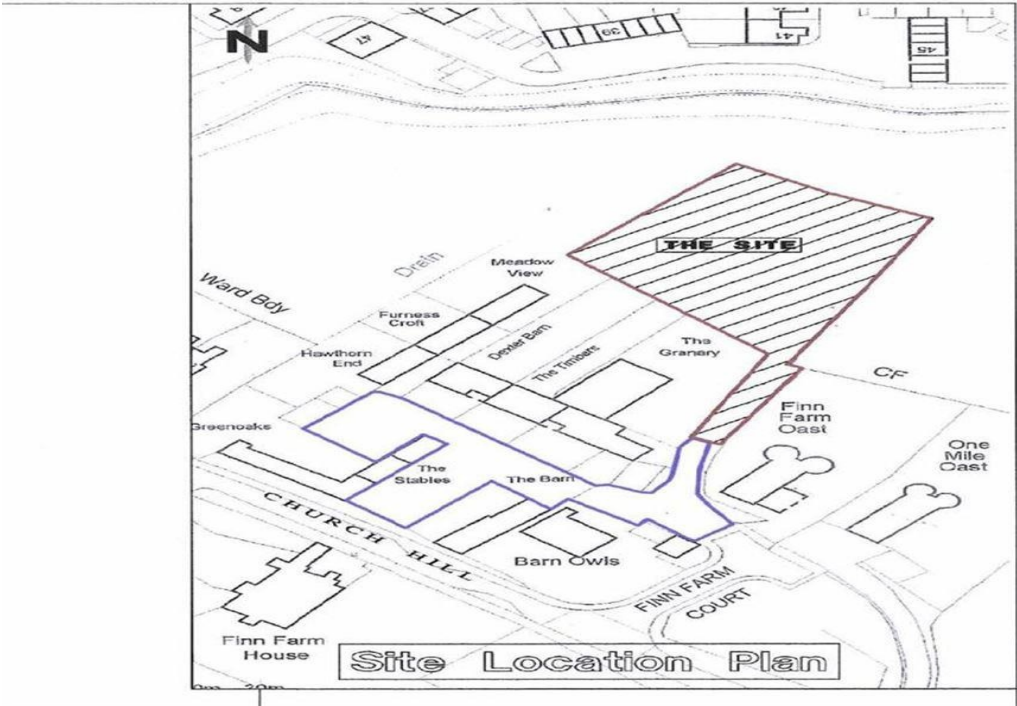 N
47
39
41
45
THE SITE
Drain
Meadow
View
Ward Bdy
Furness
Croft
Hawthorn
End
Dexter Barn
The Timbers
The
Granary
CF
Finn
Farm
Oast
One
Mile
Oast
Greenoaks
The
Stables
The Barn
CHURCH HILL
Barn Owls
FINN FARM
COURT
Finn Farm
House
Site Location Plan